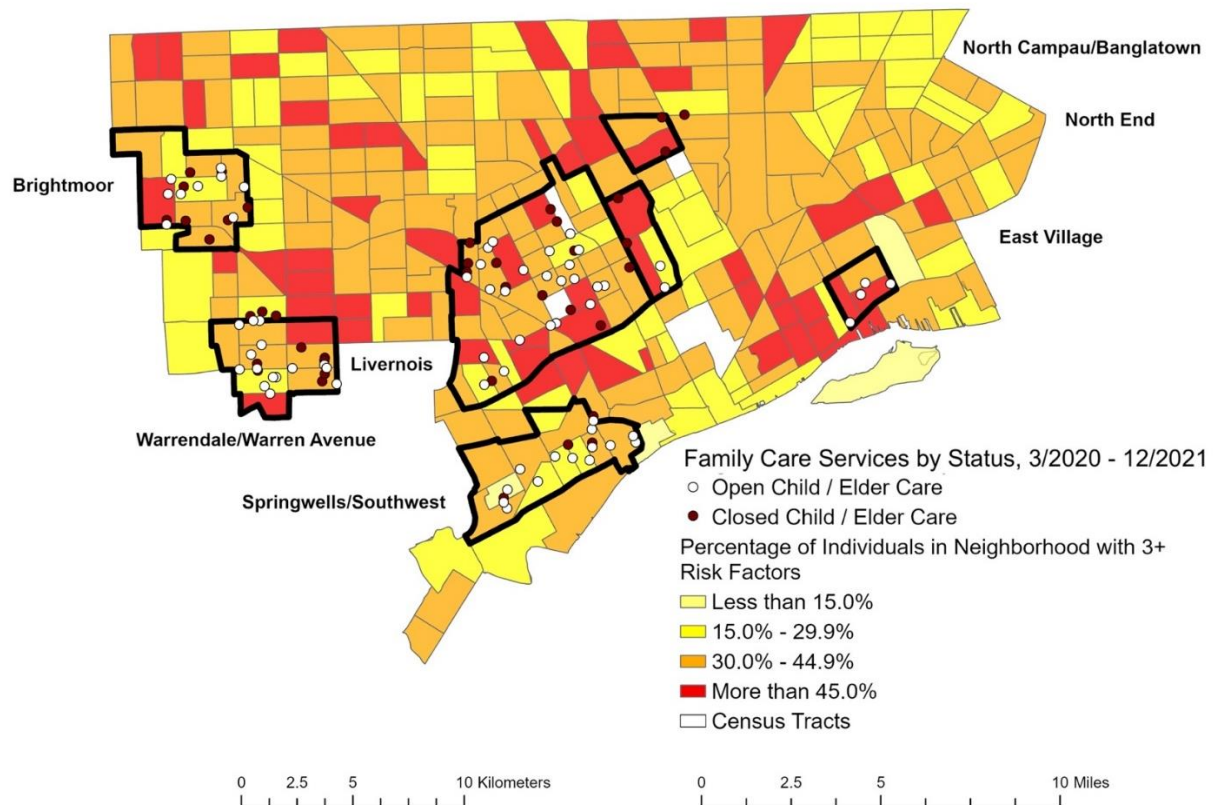 North Campau/Banglatown
North End
Brightmoor
East Village
Livernois
Warrendale/Warren Avenue
Springwells/Southwest
Family Care Services by Status, 3/2020 - 12/2021
Open Child / Elder Care
Closed Child / Elder Care
Percentage of Individuals in Neighborhood with 3+
Risk Factors
Less than 15.0%
15.0% - 29.9%
30.0% - 44.9%
More than 45.0%
Census Tracts
0 2.5 5 10 Kilometers
0 2.5 5 10 Miles